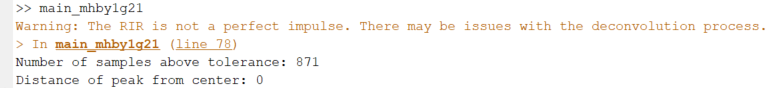 >> main_mhby1g21
Warning: The RIR is not a perfect impulse. There may be issues with the deconvolution process.
> In main_mhby1g21 (line 78)
Number of samples above tolerance: 871
Distance of peak from center: 0